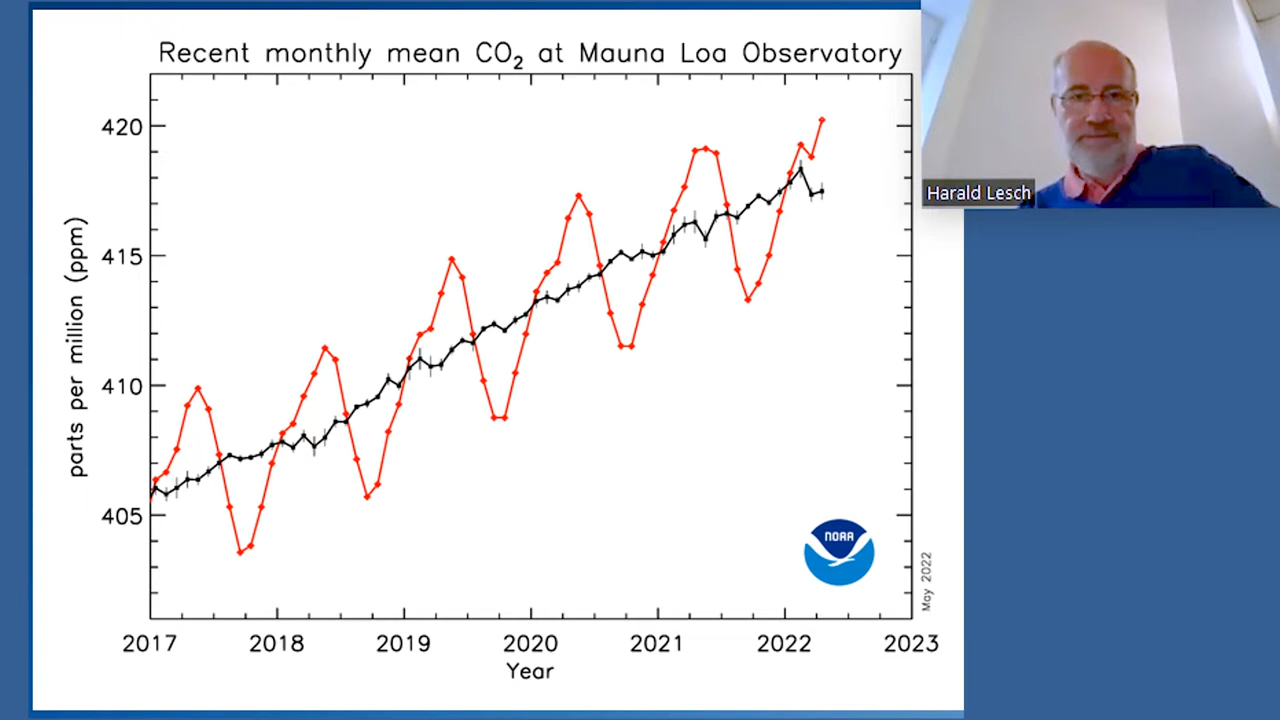 Recent monthly mean CO₂ at Mauna Loa Observatory
Harald Lesch
parts per million (ppm)
420
415
410
405
NOAA
May 2022
2017 2018 2019 2020 2021 2022 2023
Year